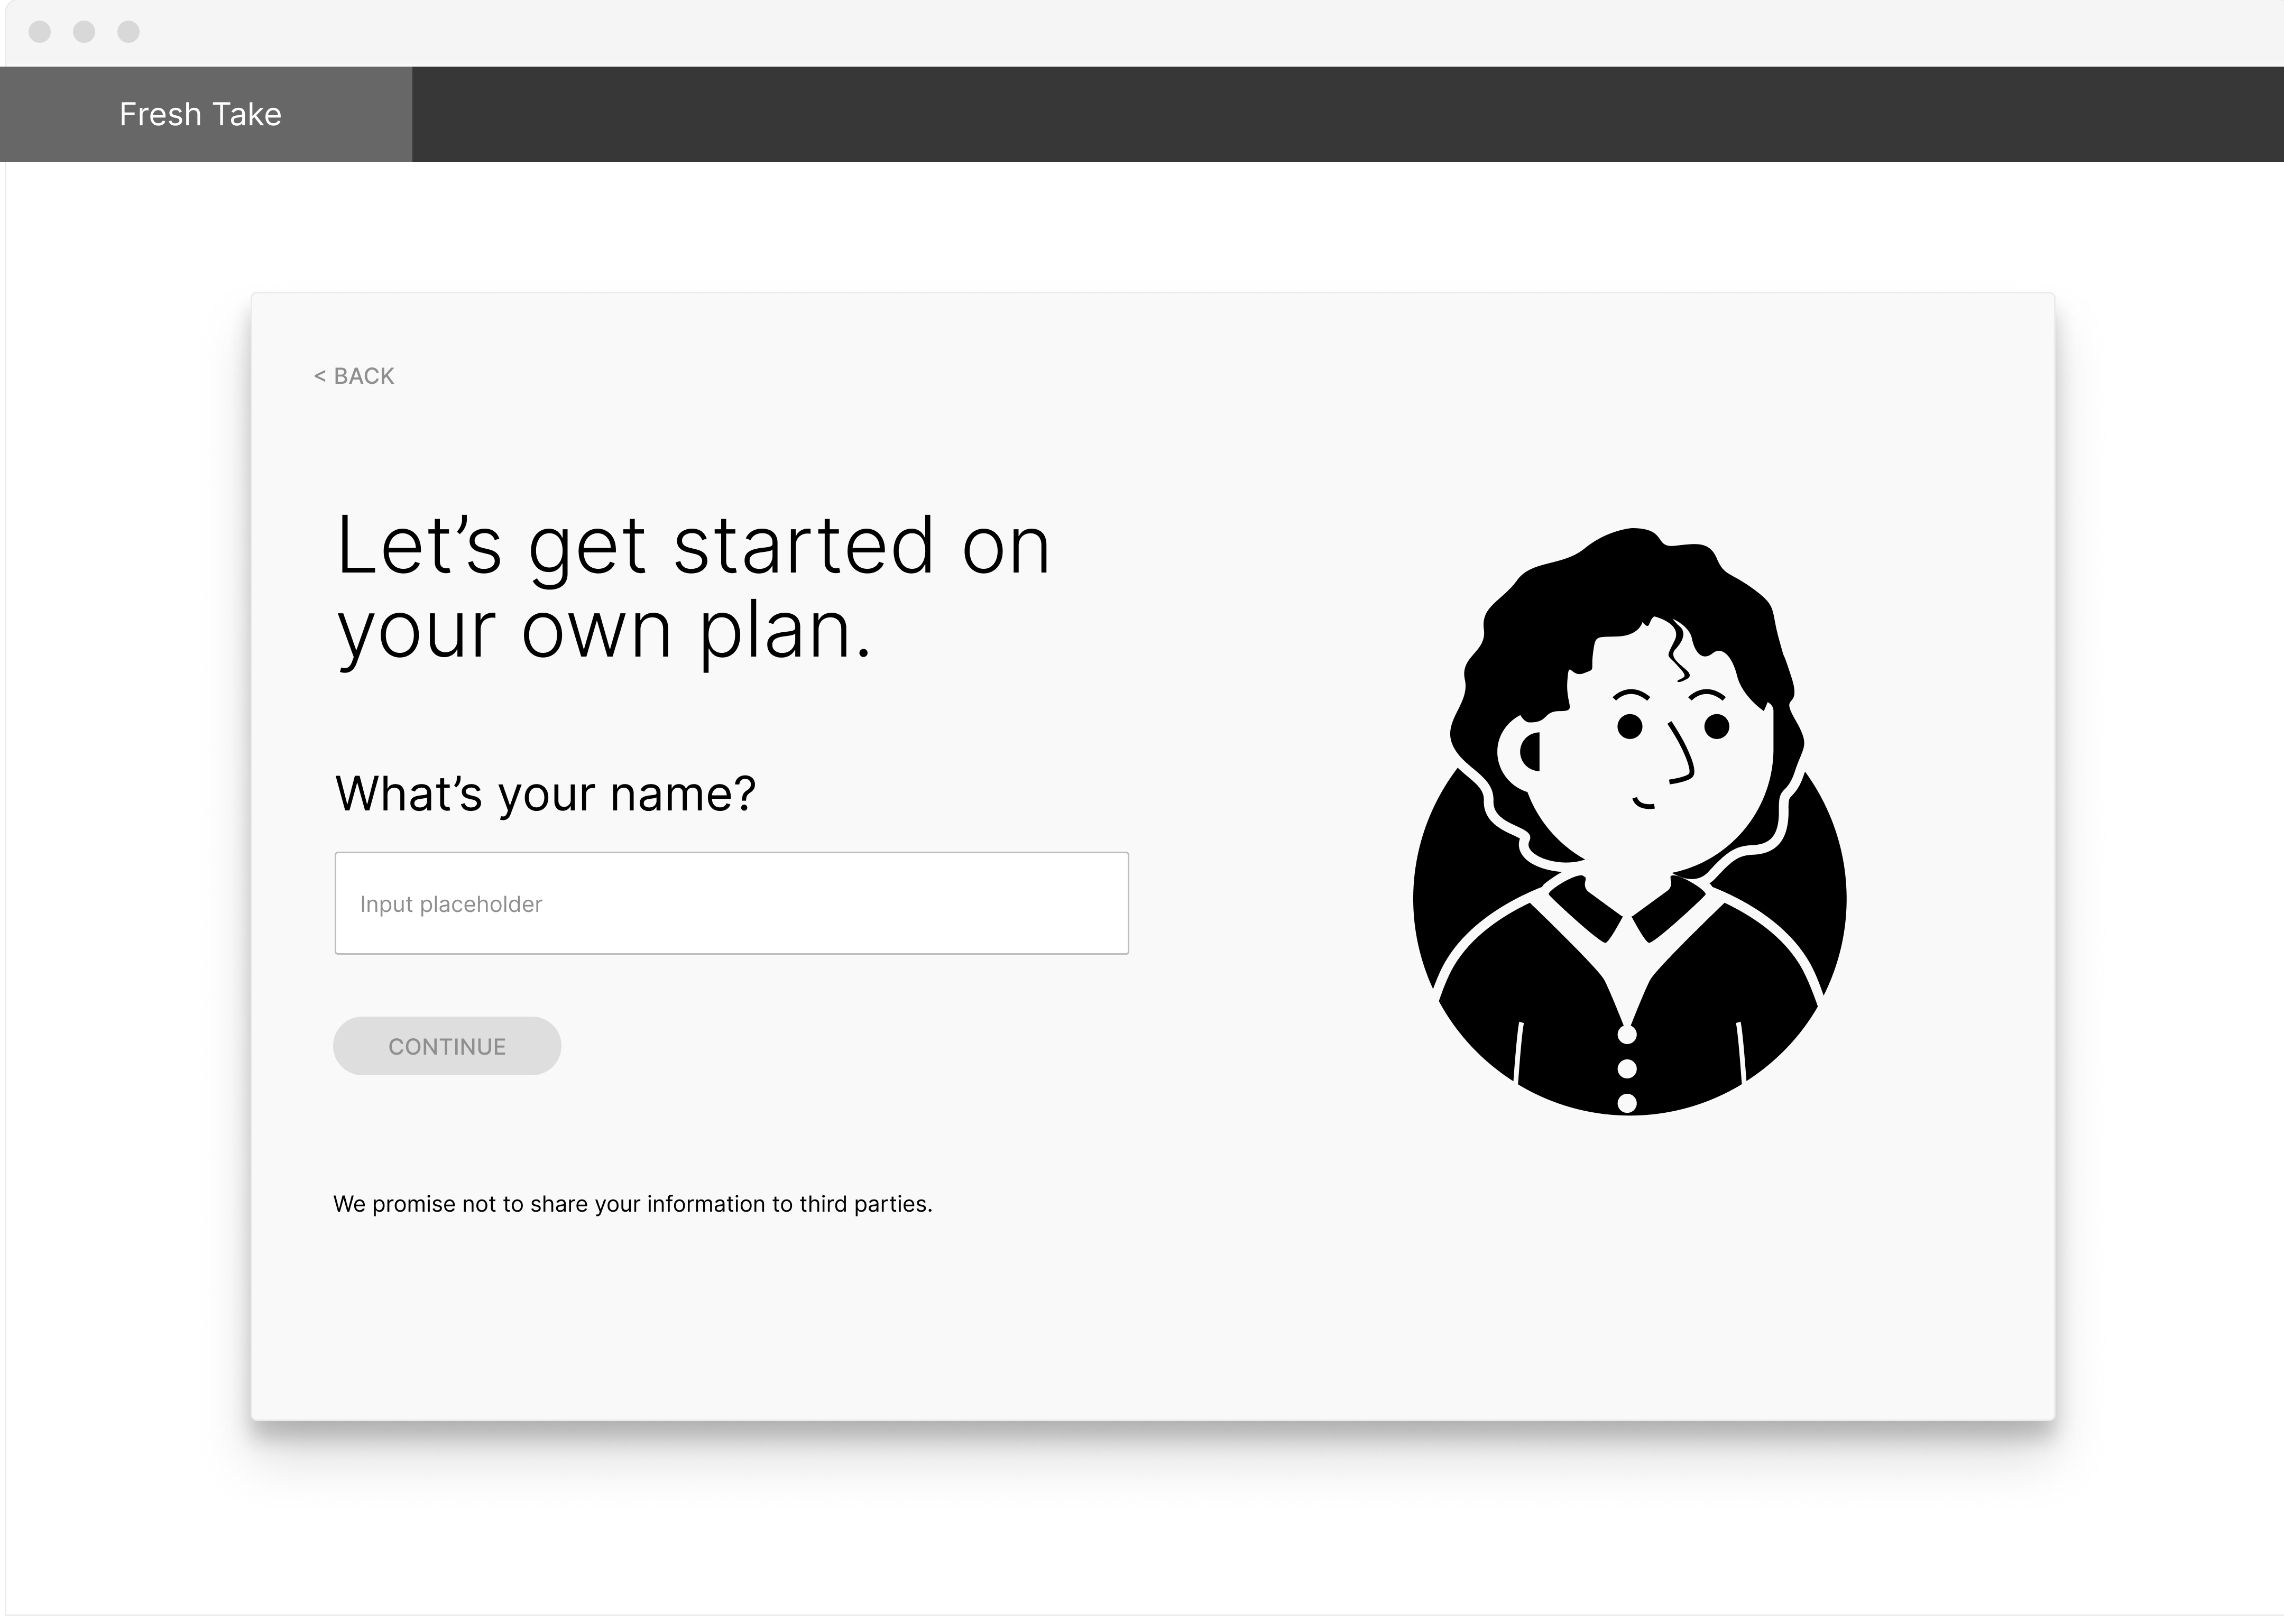 Fresh Take
< BACK
Let’s get started on
your own plan.
What’s your name?
Input placeholder
CONTINUE
We promise not to share your information to third parties.